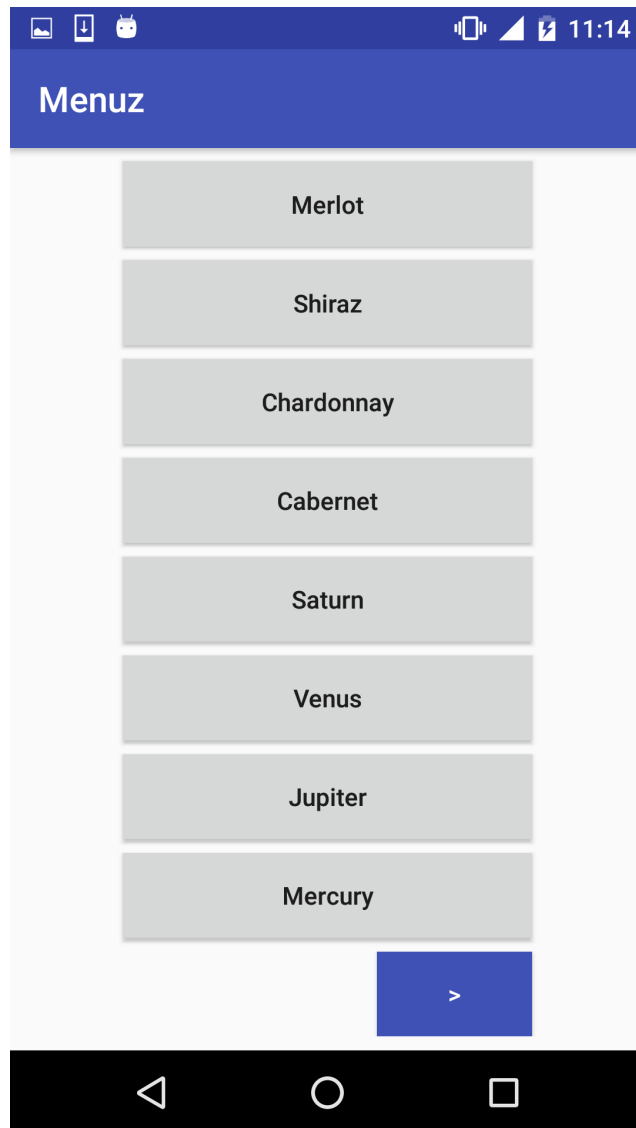 11:14
Menuz
Merlot
Shiraz
Chardonnay
Cabernet
Saturn
Venus
Jupiter
Mercury
>